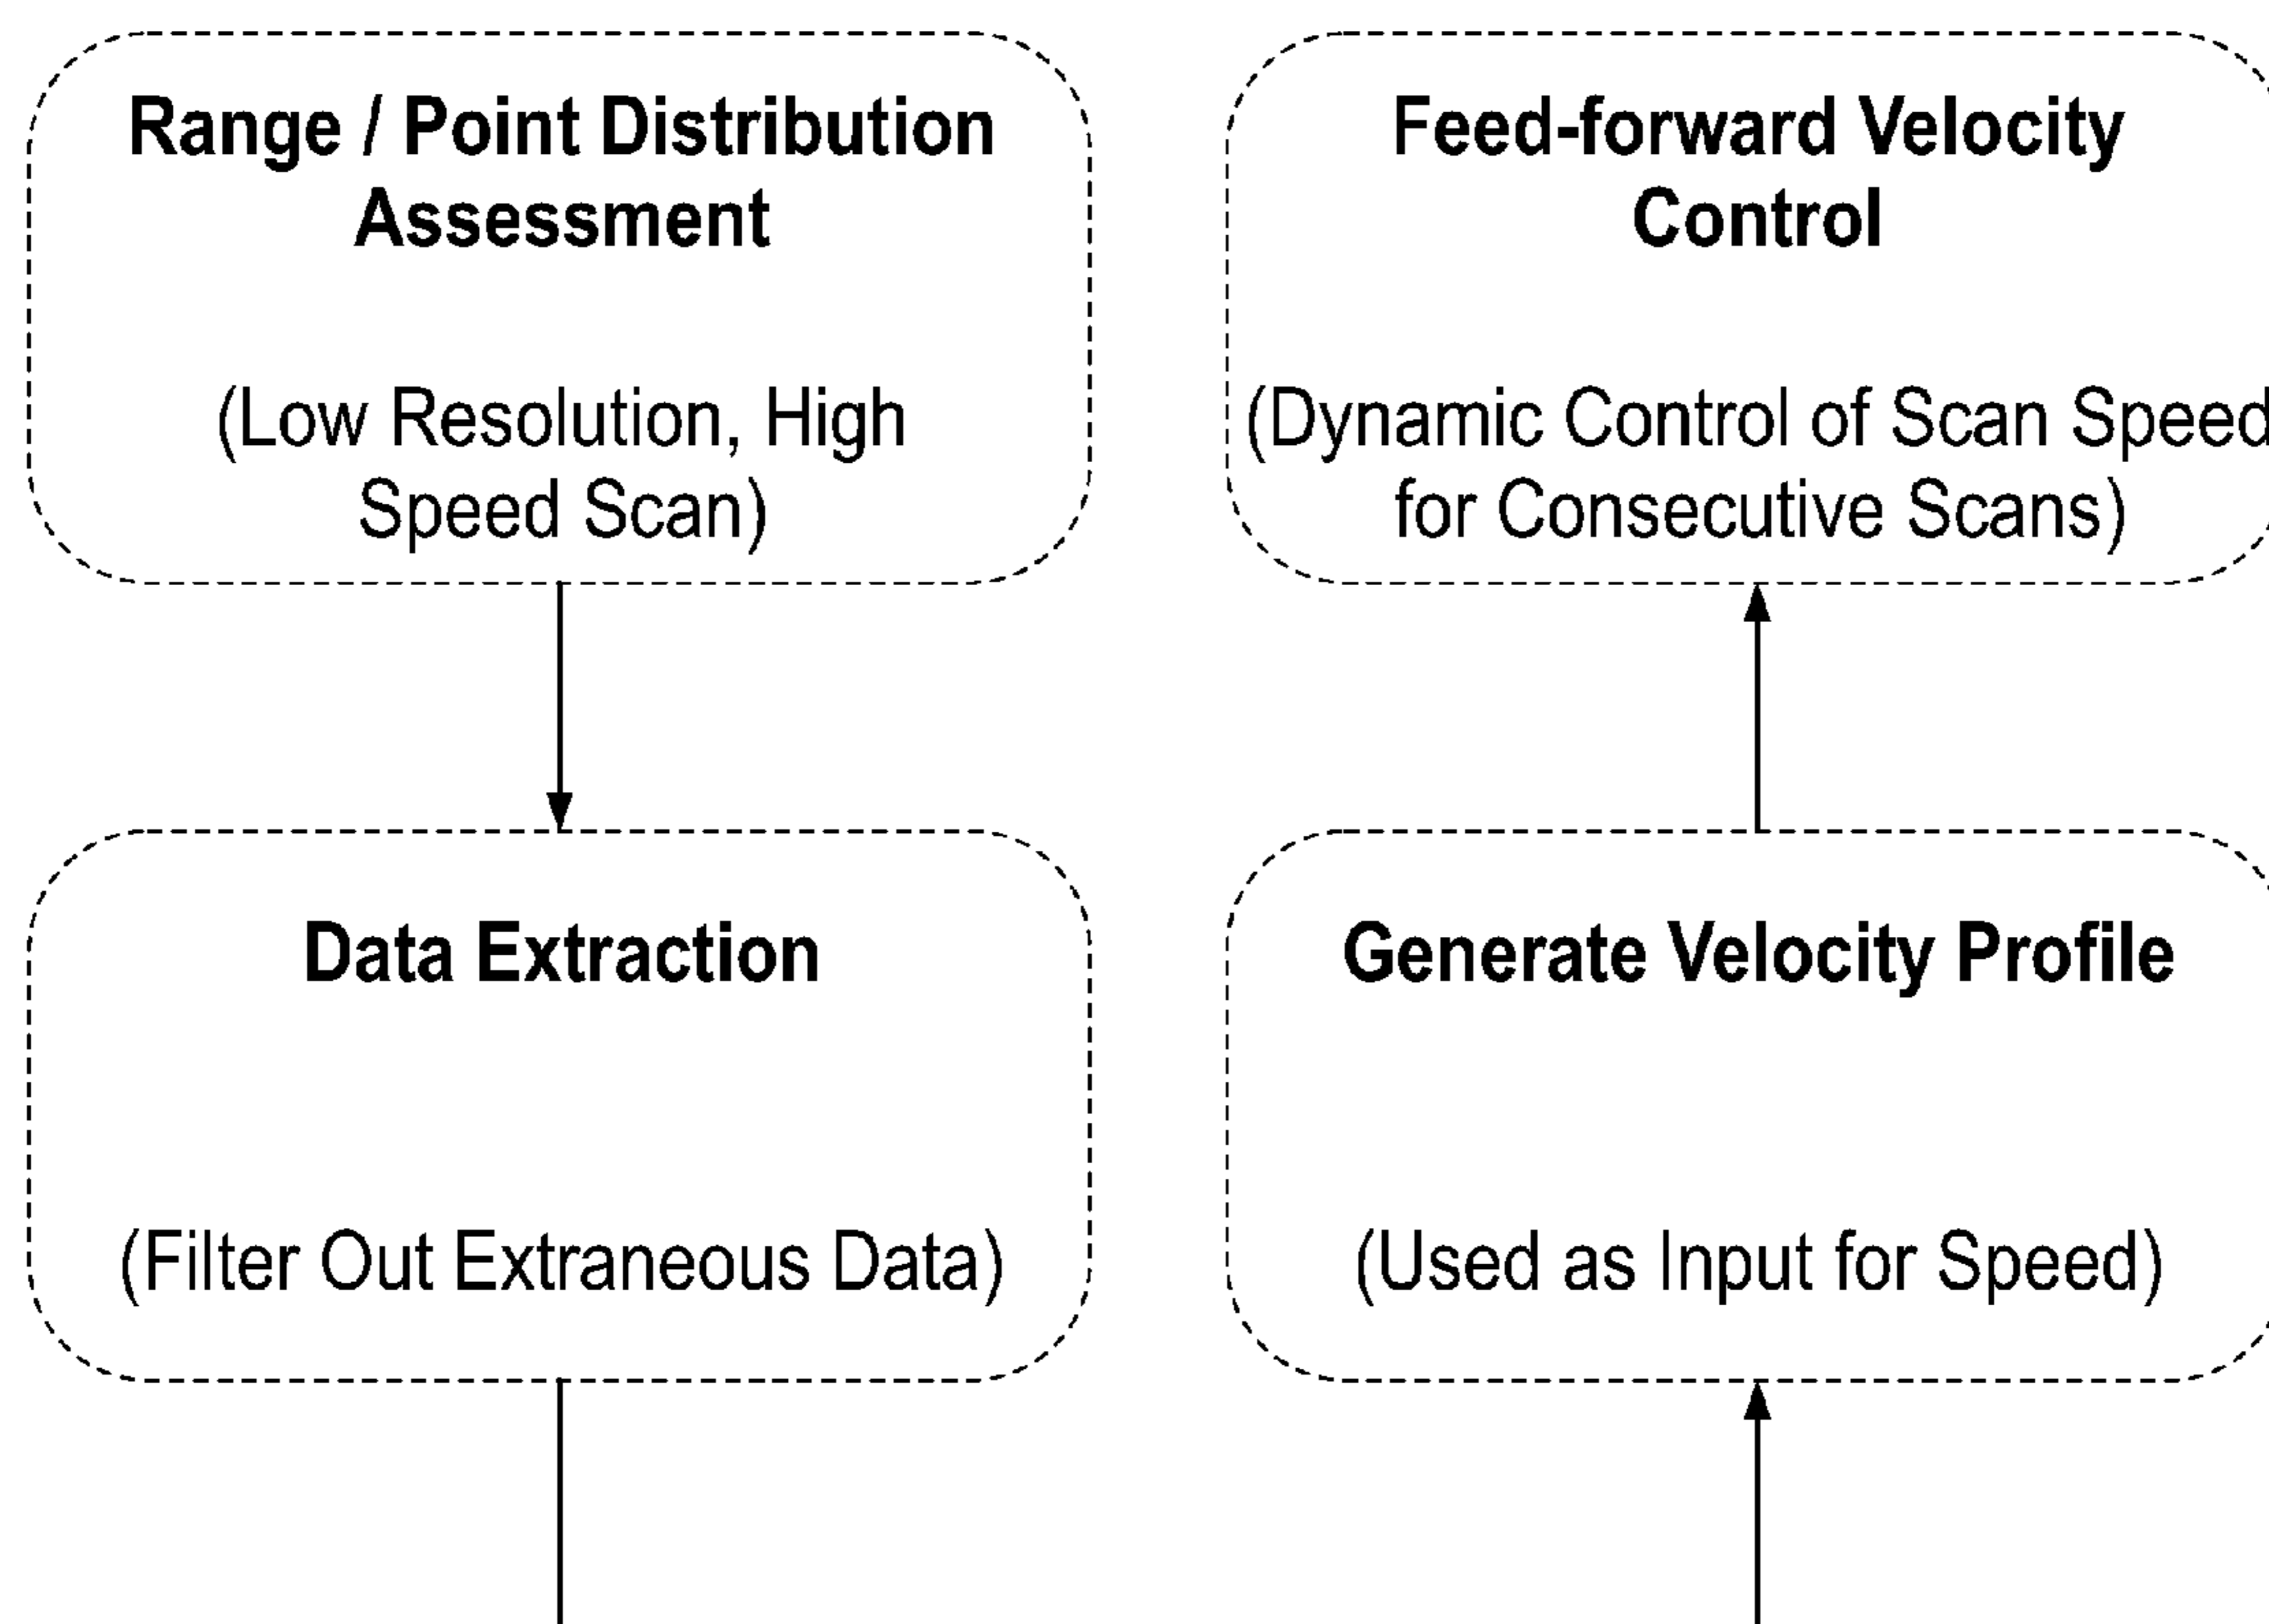 Range / Point Distribution
Assessment
(Low Resolution, High
Speed Scan)
Data Extraction
(Filter Out Extraneous Data)
Feed-forward Velocity
Control
(Dynamic Control of Scan Speed
for Consecutive Scans)
Generate Velocity Profile
(Used as Input for Speed)